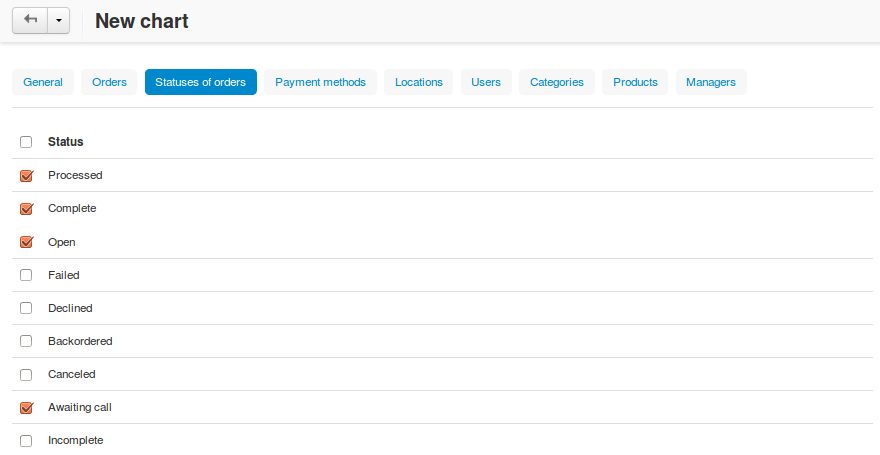 New chart
General Orders Statuses of orders Payment methods Locations Users Categories Products Managers
Status
Processed
Complete
Open
Failed
Declined
Backordered
Canceled
Awaiting call
Incomplete